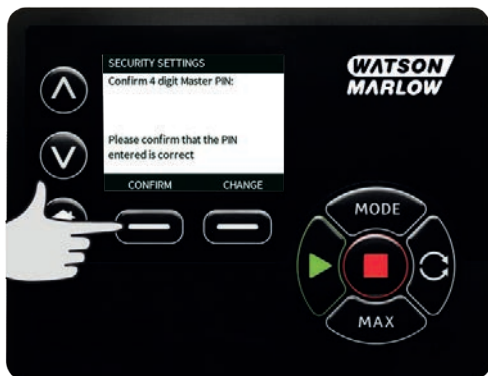 SECURITY SETTINGS
Confirm 4 digit Master PIN:
Please confirm that the PIN
entered is correct
CONFIRM CHANGE
WATSON
MARLOW
MODE
MAX